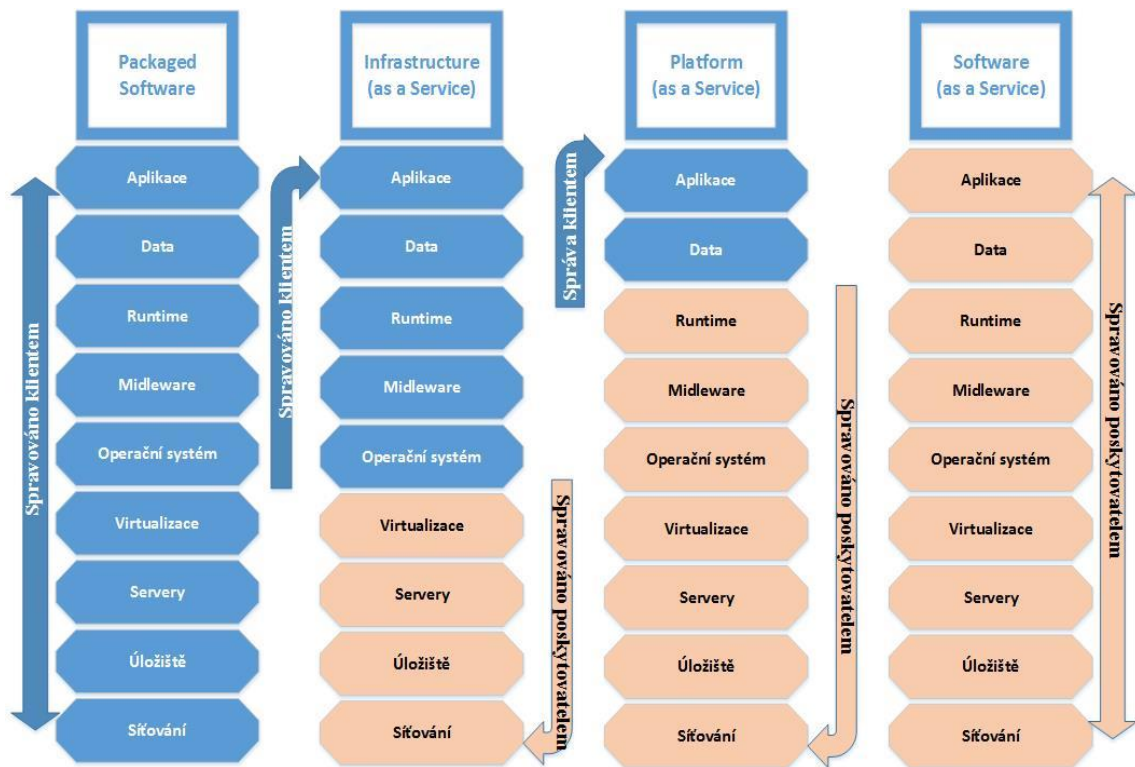 Packaged
Software
Infrastructure
(as a Service)
Platform
(as a Service)
Software
(as a Service)
Spravováno klientem
Aplikace
Data
Runtime
Midleware
Operační systém
Virtualizace
Servery
Úložiště
Síťování
Spravováno klientem
Aplikace
Data
Runtime
Midleware
Operační systém
Virtualizace
Servery
Úložiště
Síťování
Spravováno poskytovatelem
Správa klientem
Aplikace
Data
Runtime
Midleware
Operační systém
Virtualizace
Servery
Úložiště
Síťování
Spravováno poskytovatelem
Aplikace
Data
Runtime
Midleware
Operační systém
Virtualizace
Servery
Úložiště
Síťování
Spravováno poskytovatelem